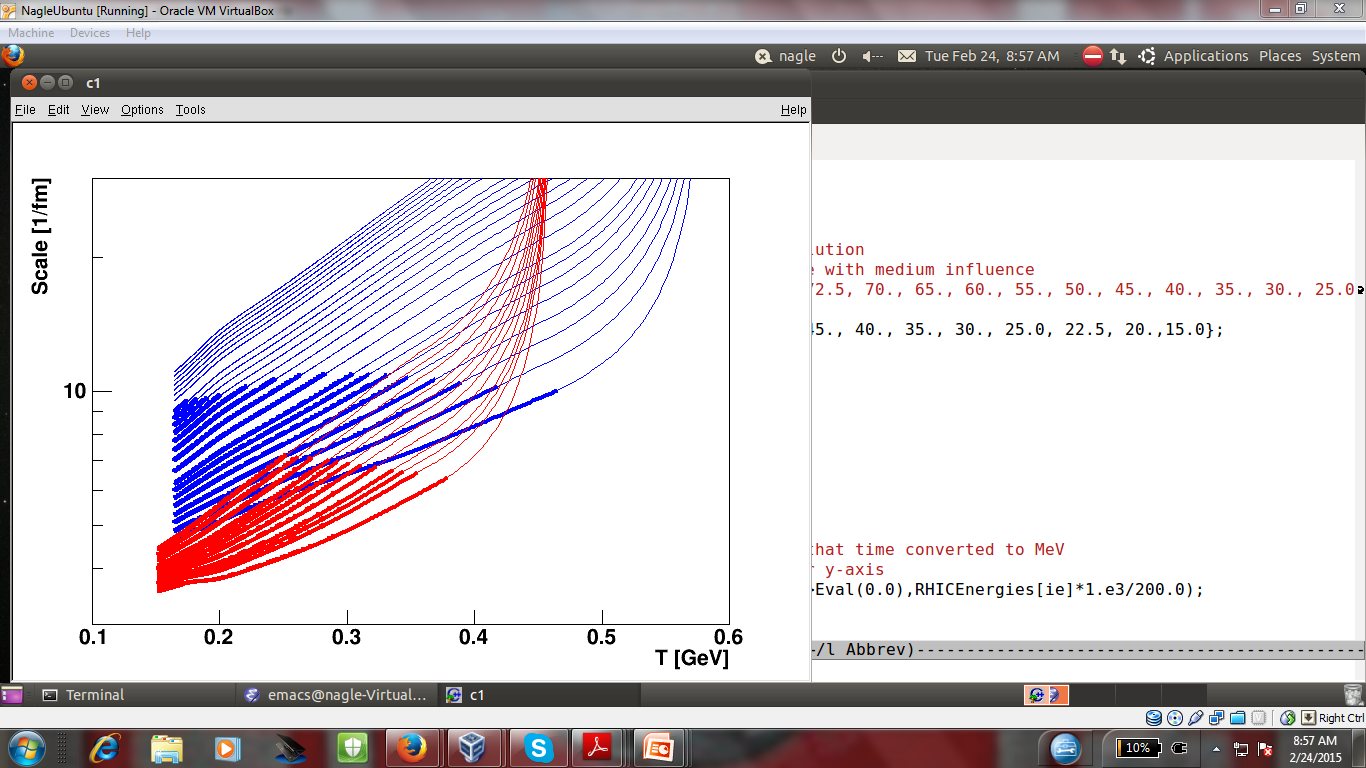 NagleUbuntu [Running] - Oracle VM VirtualBox
Machine Devices Help
nagle Tue Feb 24, 8:57 AM Applications Places System
c1
File Edit View Options Tools Help
Scale [1/fm]
10
0.1 0.2 0.3 0.4 0.5 0.6
T [GeV]
lution
e with medium influence
72.5, 70., 65., 60., 55., 50., 45., 40., 35., 30., 25.0
45., 40., 35., 30., 25.0, 22.5, 20.,15.0};
that time converted to MeV
r y-axis
>Eval(0.0),RHICEnergies[ie]*1.e3/200.0);
/l Abbrev)----------------------------------------------
Terminal emacs@nagle-Virtual... c1
Right Ctrl
10% 8:57 AM
2/24/2015